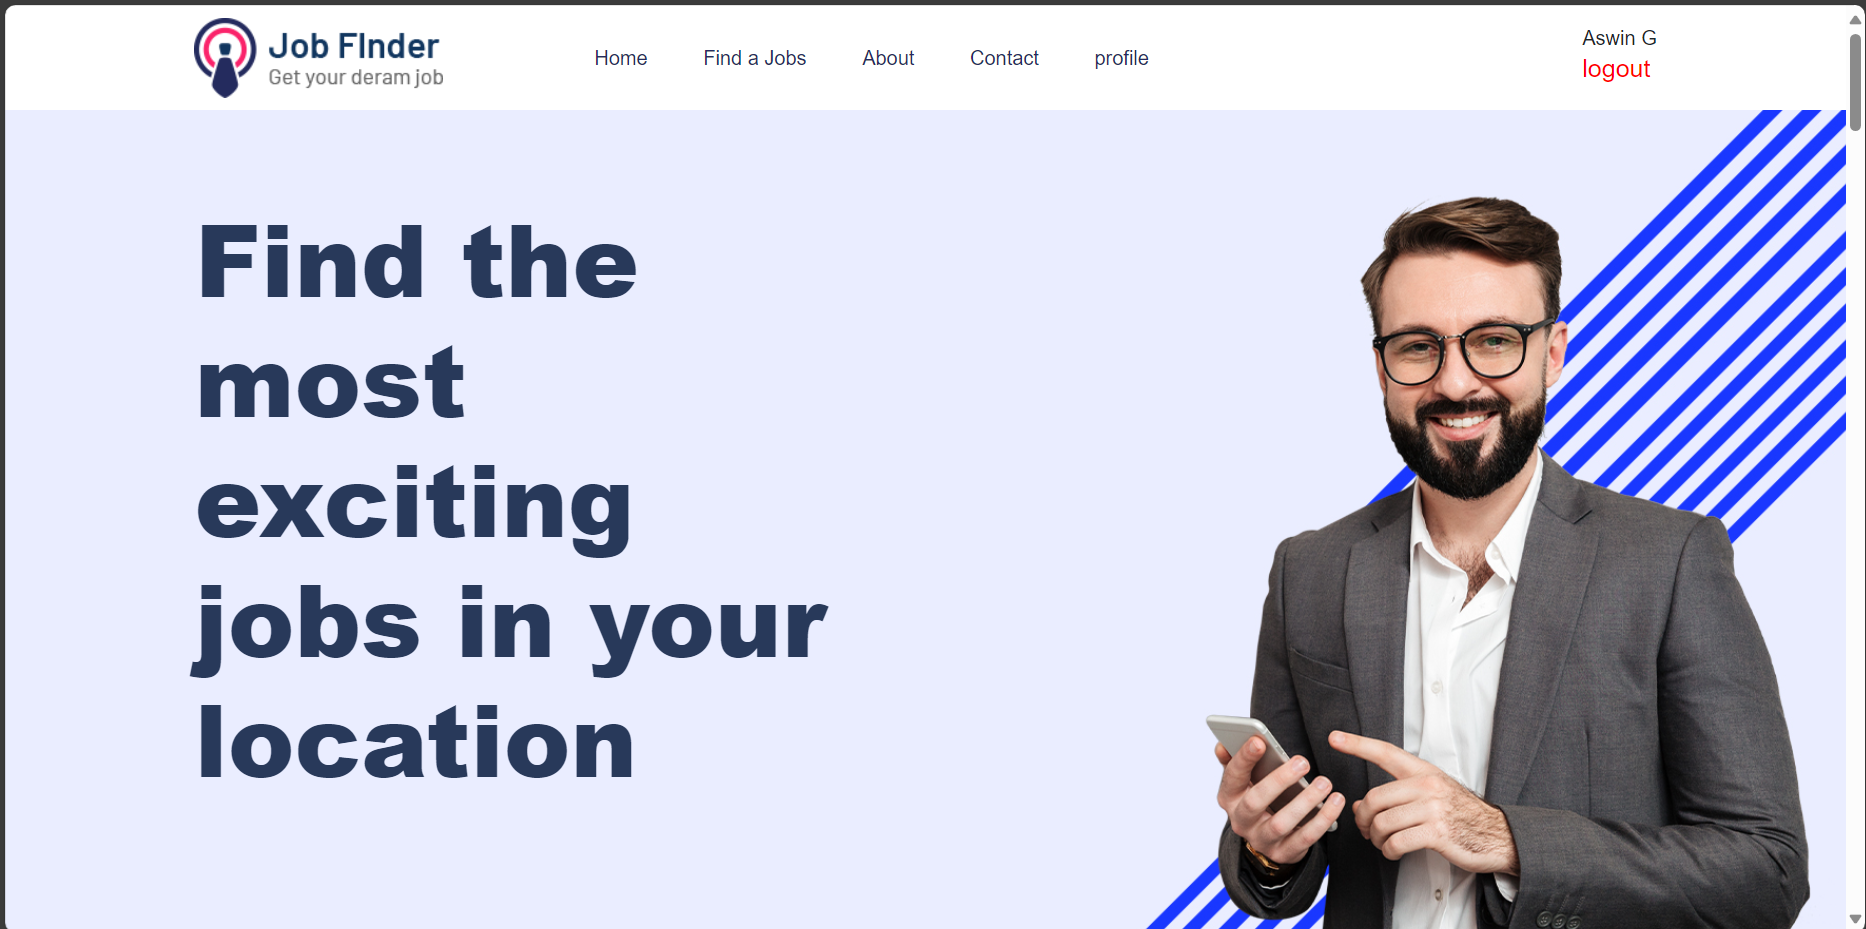 Job FInder
Get your deram job
Home
Find a Jobs
About
Contact
profile
Aswin G
logout
Find the
most
exciting
jobs in your
location